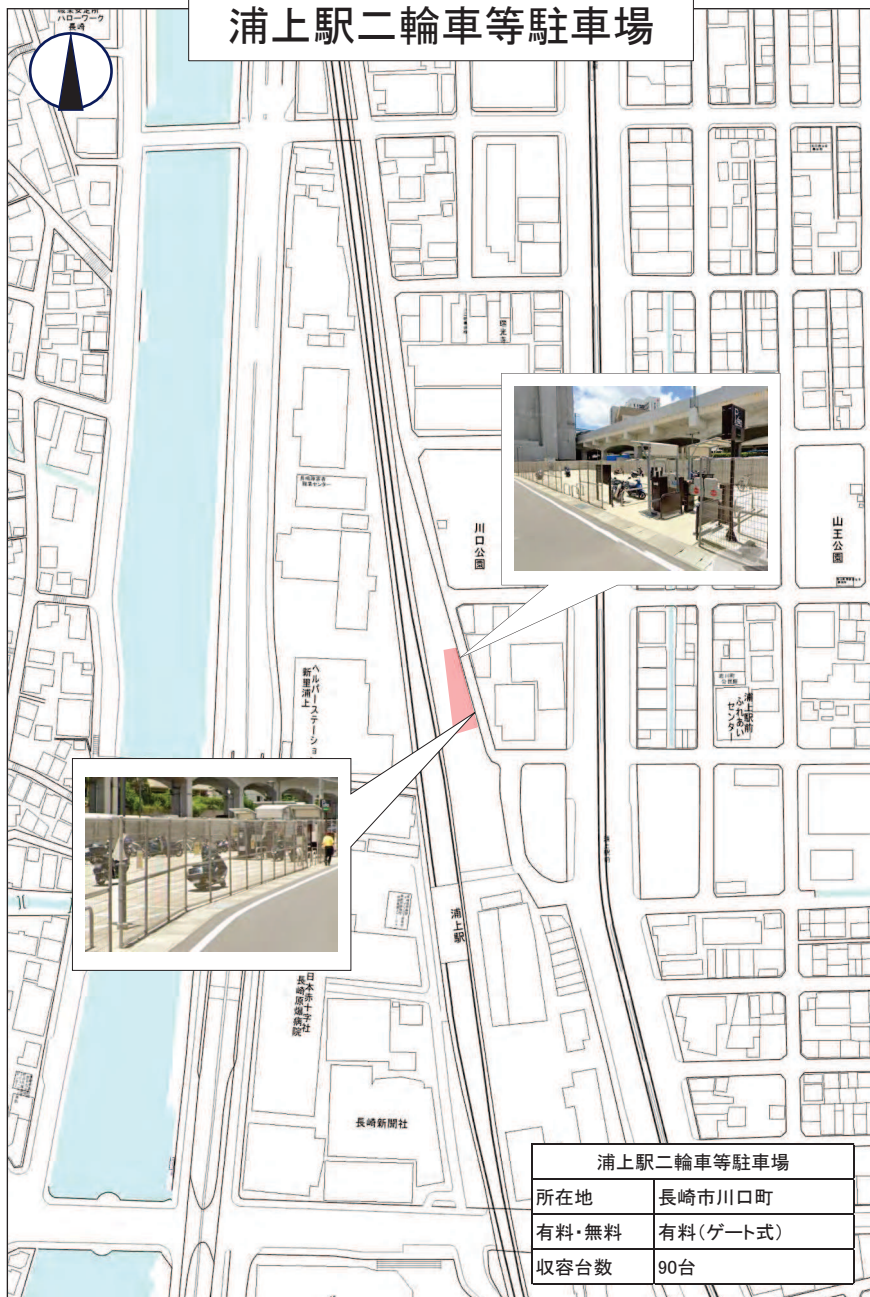 浦上駅二輪車等駐車場
ハローワーク
長崎
川口公園
山王公園
ヘルパーステーション
新里浦上
浦上駅前
ふれあい
センター
浦上駅
日本赤十字社
長崎原爆病院
長崎新聞社
浦上駅二輪車等駐車場
所在地 長崎市川口町
有料・無料 有料(ゲート式)
収容台数 90台